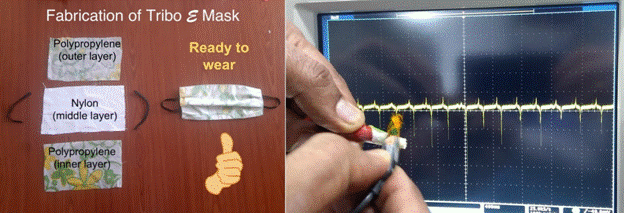 Fabrication of Tribo ℰ Mask
Polypropylene
(outer layer)
Nylon
(middle layer)
Polypropylene
(inner layer)
Ready to
wear